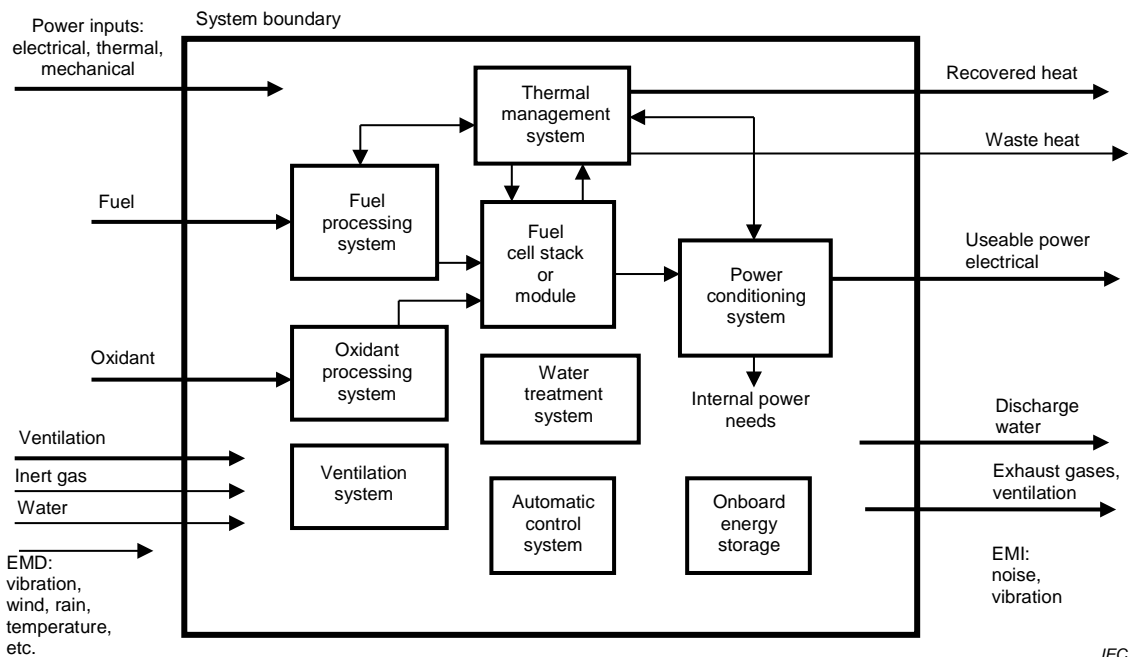 Power inputs:
electrical, thermal,
mechanical
System boundary
Thermal
management
system
Recovered heat
Waste heat
Fuel
Fuel
processing
system
Fuel
cell stack
or
module
Power
conditioning
system
Useable power
electrical
Oxidant
Oxidant
processing
system
Water
treatment
system
Internal power
needs
Discharge
water
Ventilation
Inert gas
Water
Ventilation
system
Automatic
control
system
Onboard
energy
storage
Exhaust gases,
ventilation
EMD:
vibration,
wind, rain,
temperature,
etc.
EMI:
noise,
vibration
IEC